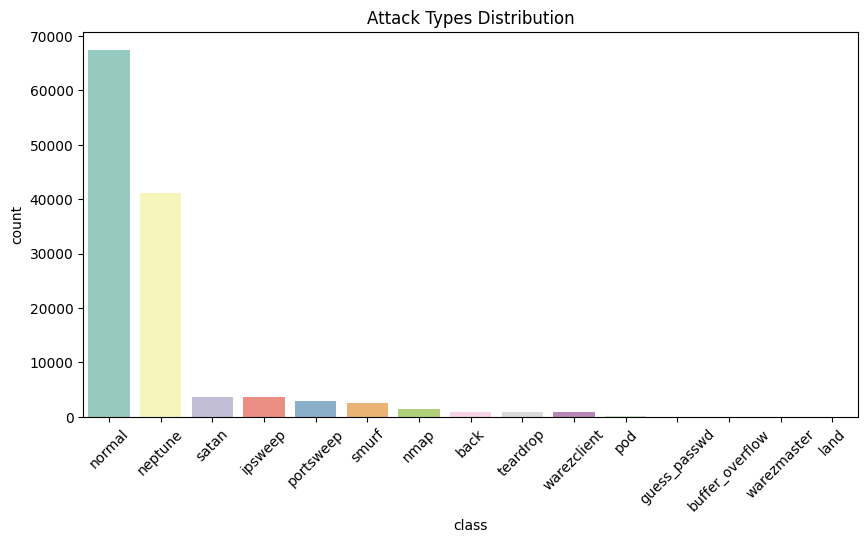 Attack Types Distribution
70000
60000
50000
40000
30000
20000
10000
0
count
normal
neptune
satan
ipsweep
portsweep
smurf
nmap
back
teardrop
warezclient
pod
guess_passwd
buffer_overflow
warezmaster
land
class